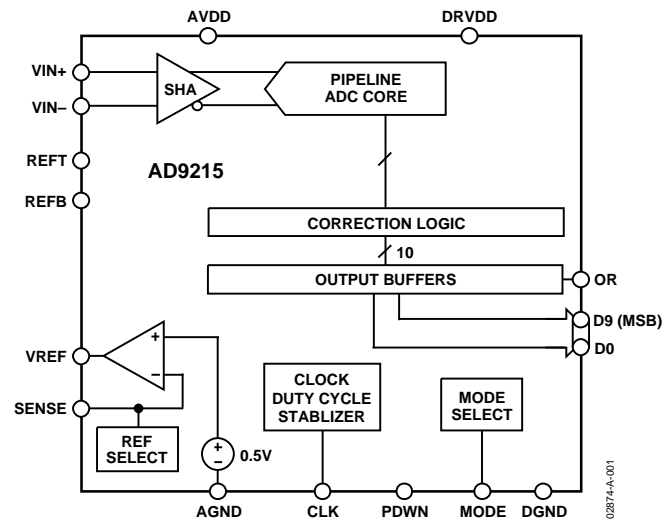 AVDD
DRVDD
VIN+
VIN–
SHA
PIPELINE
ADC CORE
REFT
REFB
AD9215
CORRECTION LOGIC
10
OUTPUT BUFFERS
OR
D9 (MSB)
D0
VREF
+
–
SENSE
REF
SELECT
+
–
0.5V
CLOCK
DUTY CYCLE
STABLIZER
MODE
SELECT
AGND
CLK
PDWN
MODE
DGND
02874-A-001